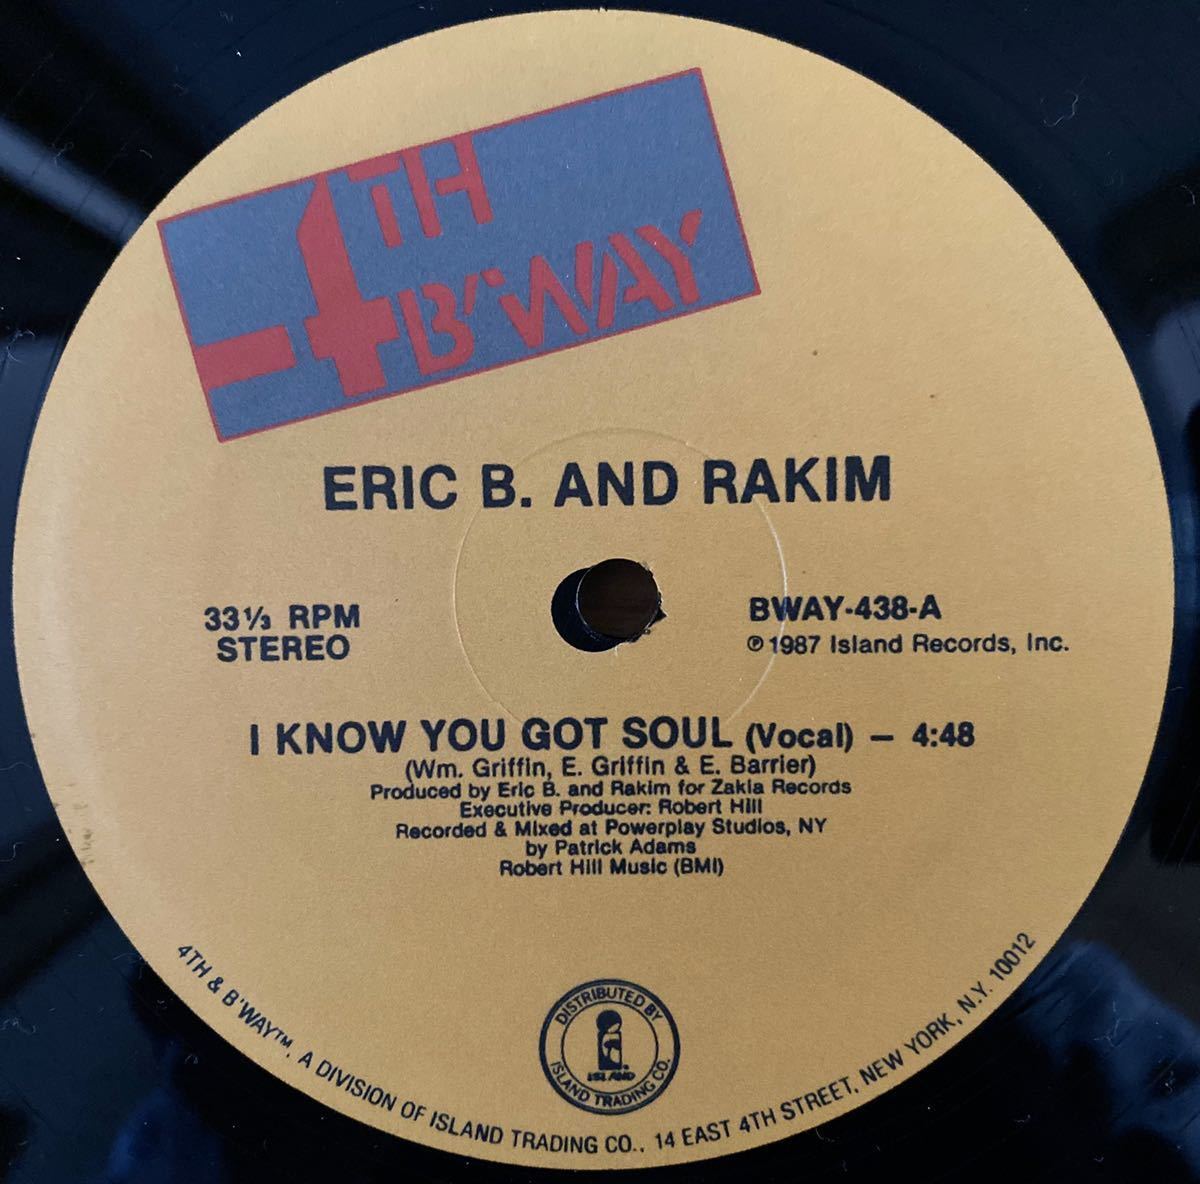 4TH
B'WAY
ERIC B. AND RAKIM
33⅓ RPM
STEREO
BWAY-438-A
℗ 1987 Island Records, Inc.
I KNOW YOU GOT SOUL (Vocal) — 4:48
(Wm. Griffin, E. Griffin & E. Barrier)
Produced by Eric B. and Rakim for Zakia Records
Executive Producer: Robert Hill
Recorded & Mixed at Powerplay Studios, NY
by Patrick Adams
Robert Hill Music (BMI)
DISTRIBUTED BY
ISLAND
ISLAND TRADING CO.
4TH & B'WAY™, A DIVISION OF ISLAND TRADING CO., 14 EAST 4TH STREET, NEW YORK, N.Y. 10012